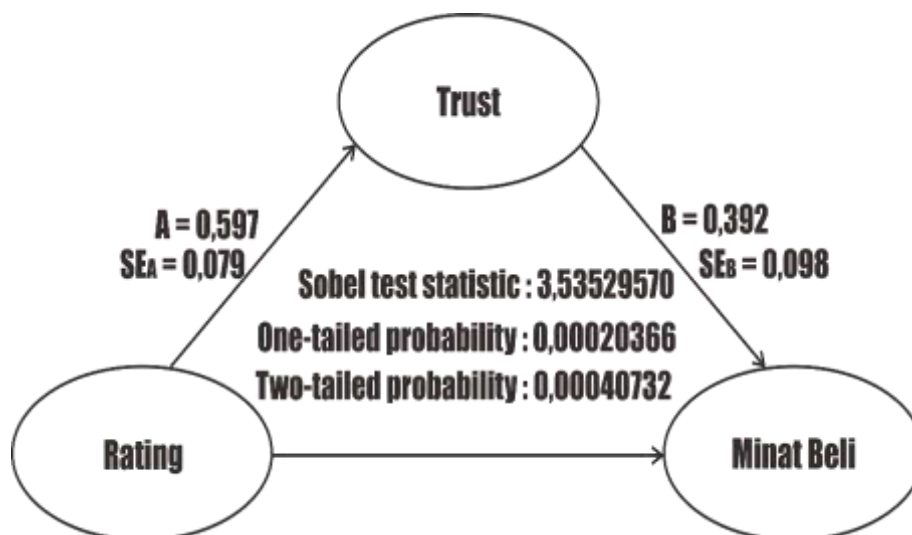 Trust
A = 0,597
SEA = 0,079
B = 0,392
SEB = 0,098
Sobel test statistic : 3,53529570
One-tailed probability : 0,00020366
Two-tailed probability : 0,00040732
Rating
Minat Beli